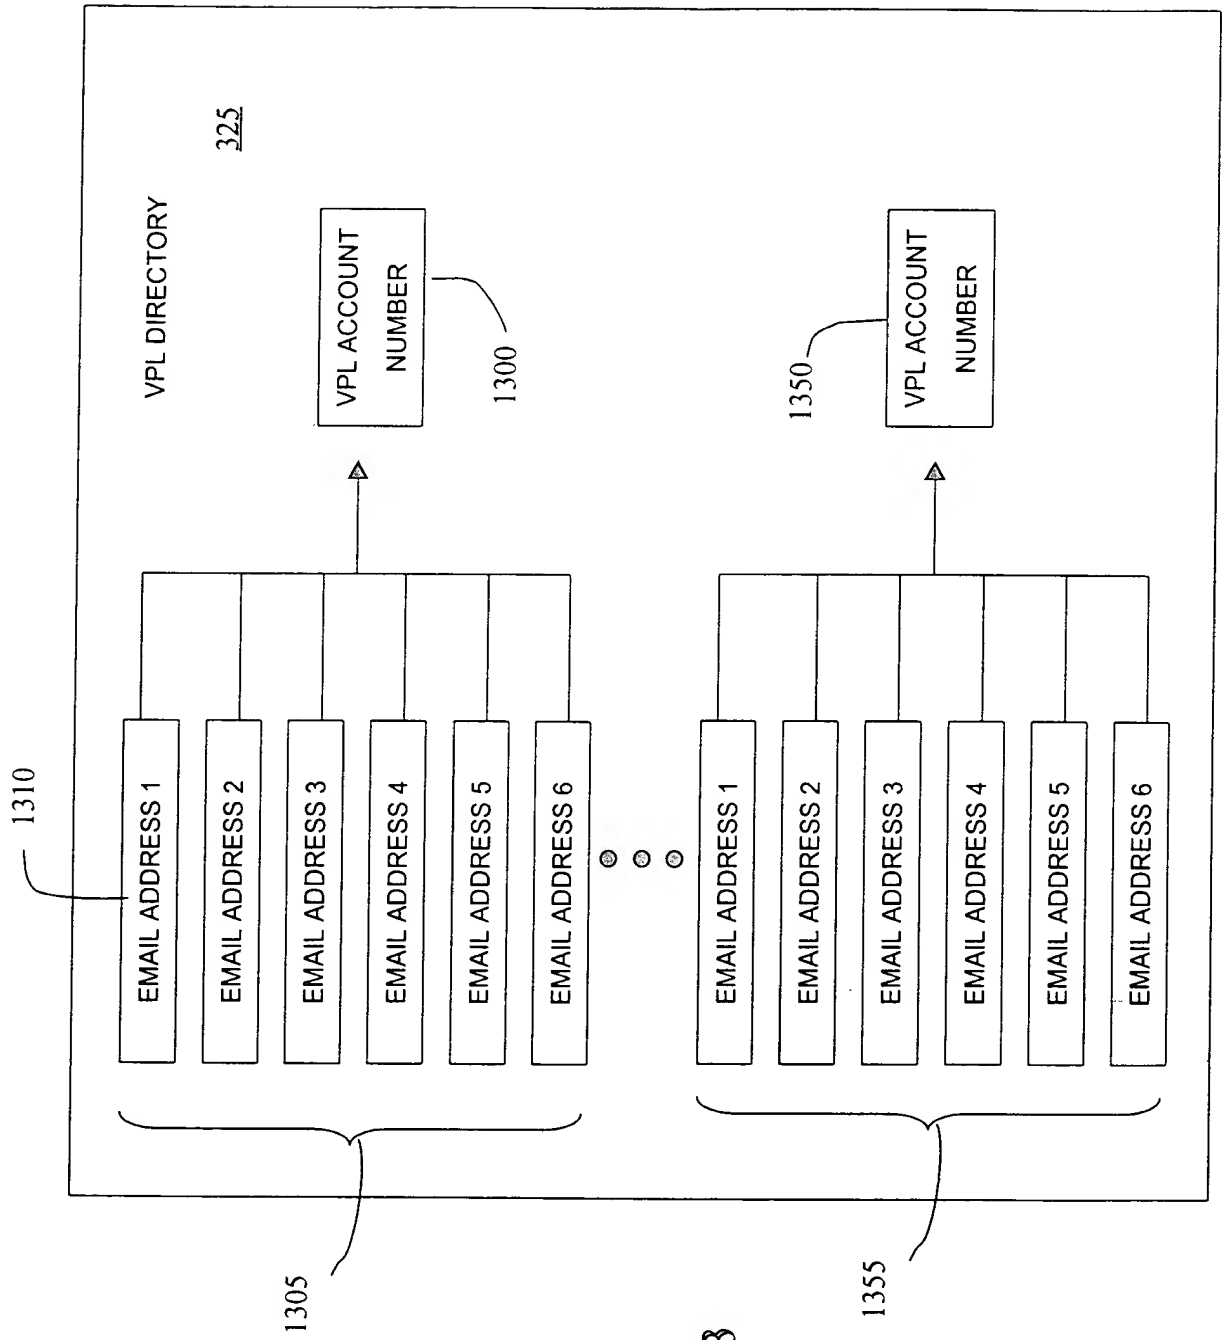 VPL DIRECTORY
325
1310
EMAIL ADDRESS 1
EMAIL ADDRESS 2
EMAIL ADDRESS 3
EMAIL ADDRESS 4
EMAIL ADDRESS 5
EMAIL ADDRESS 6
1305
VPL ACCOUNT
NUMBER
1300
EMAIL ADDRESS 1
EMAIL ADDRESS 2
EMAIL ADDRESS 3
EMAIL ADDRESS 4
EMAIL ADDRESS 5
EMAIL ADDRESS 6
1355
1350
VPL ACCOUNT
NUMBER